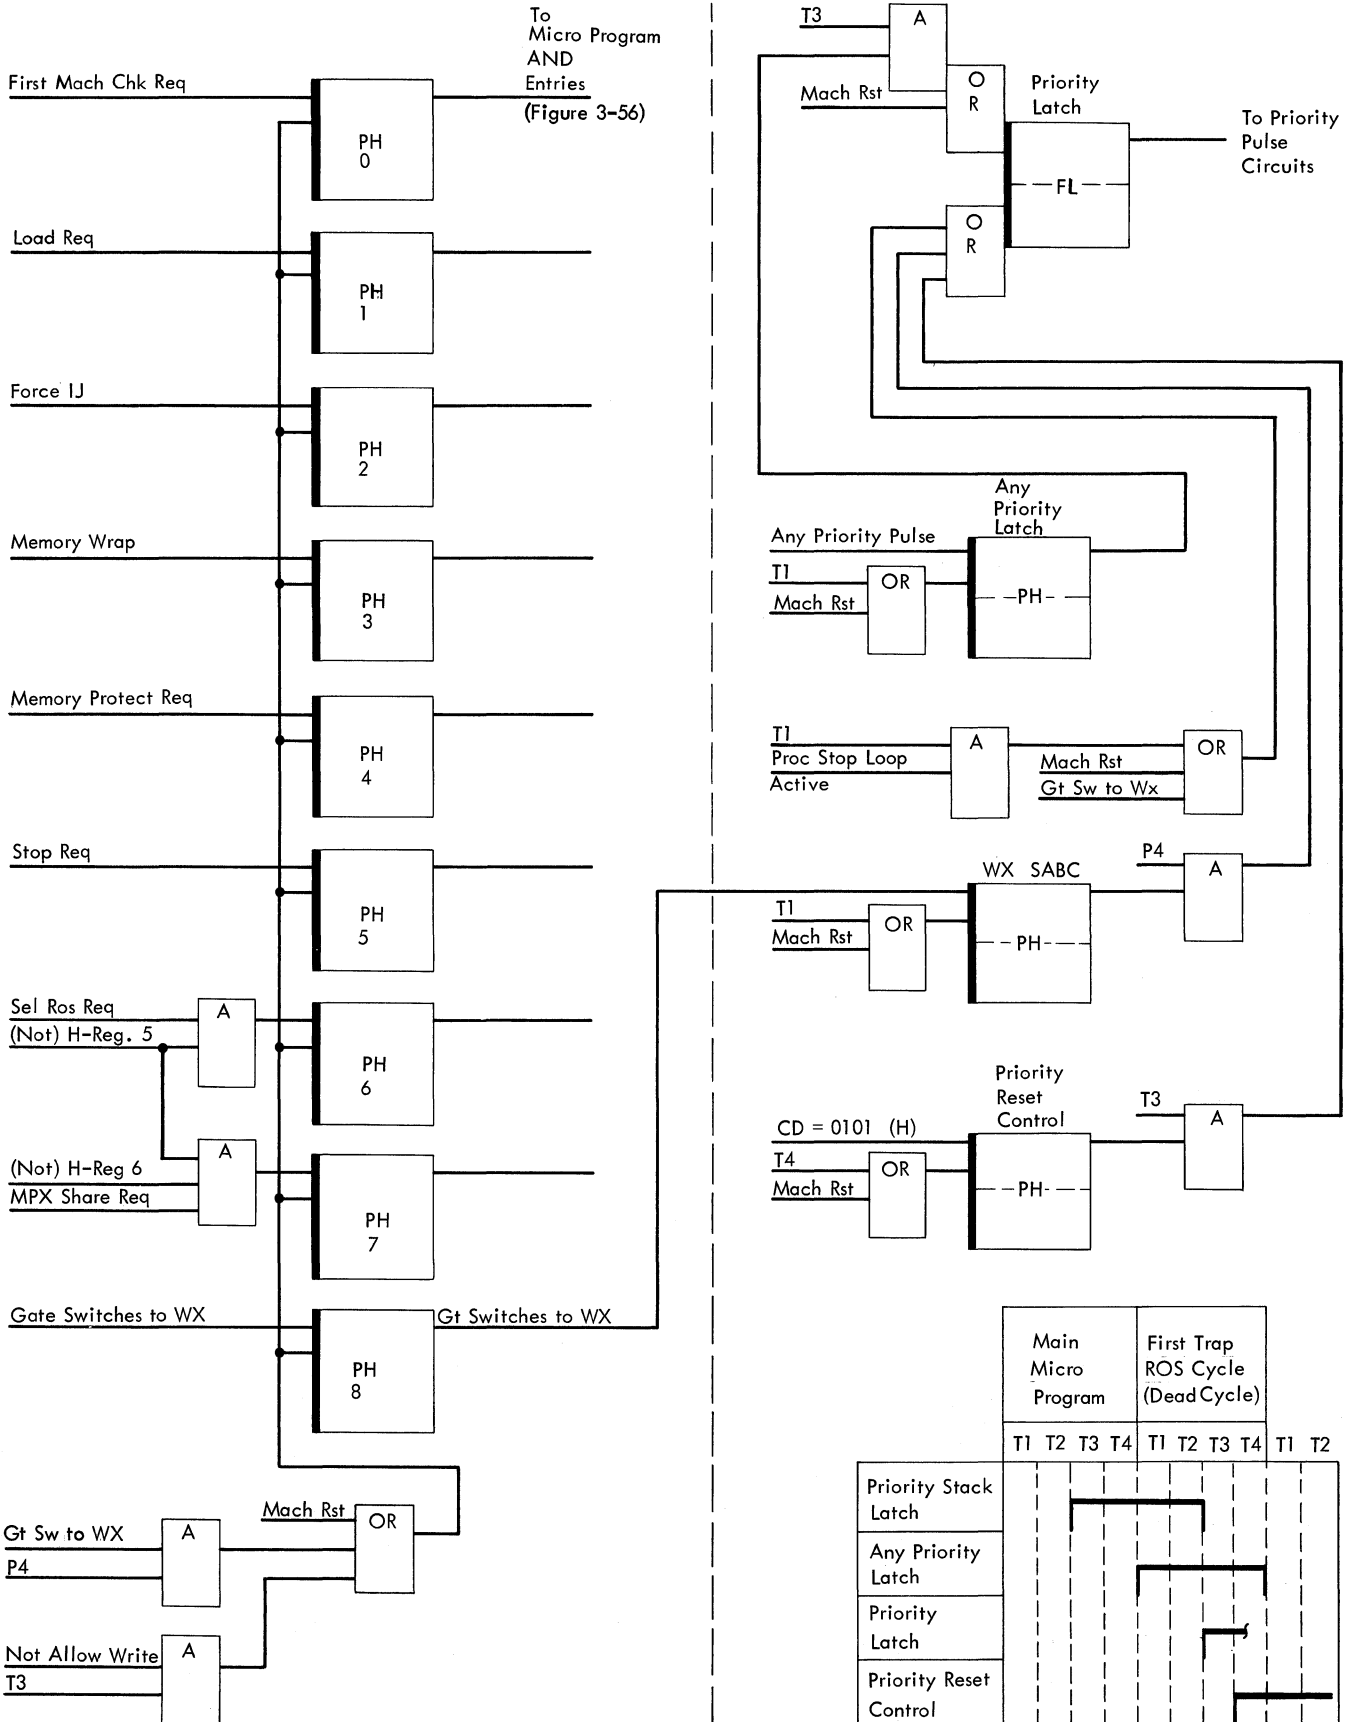 To
Micro Program
AND
Entries
(Figure 3-56)
First Mach Chk Req
PH
0
Load Req
PH
1
Force IJ
PH
2
Memory Wrap
PH
3
Memory Protect Req
PH
4
Stop Req
PH
5
Sel Ros Req
(Not) H-Reg. 5
A
PH
6
(Not) H-Reg 6
MPX Share Req
A
PH
7
Gate Switches to WX
PH
8
Gt Switches to WX
Mach Rst
OR
Gt Sw to WX
P4
A
Not Allow Write
T3
A
T3
A
Mach Rst
O
R
Priority
Latch
FL
To Priority
Pulse
Circuits
O
R
Any
Priority
Latch
Any Priority Pulse
T1
Mach Rst
OR
PH
T1
Proc Stop Loop
Active
A
Mach Rst
Gt Sw to Wx
OR
WX SABC
T1
Mach Rst
OR
PH
P4
A
Priority
Reset
Control
CD = 0101 (H)
T4
Mach Rst
OR
PH
T3
A
Main
Micro
Program
First Trap
ROS Cycle
(Dead Cycle)
T1 T2 T3 T4 T1 T2 T3 T4 T1 T2
Priority Stack
Latch
Any Priority
Latch
Priority
Latch
Priority Reset
Control